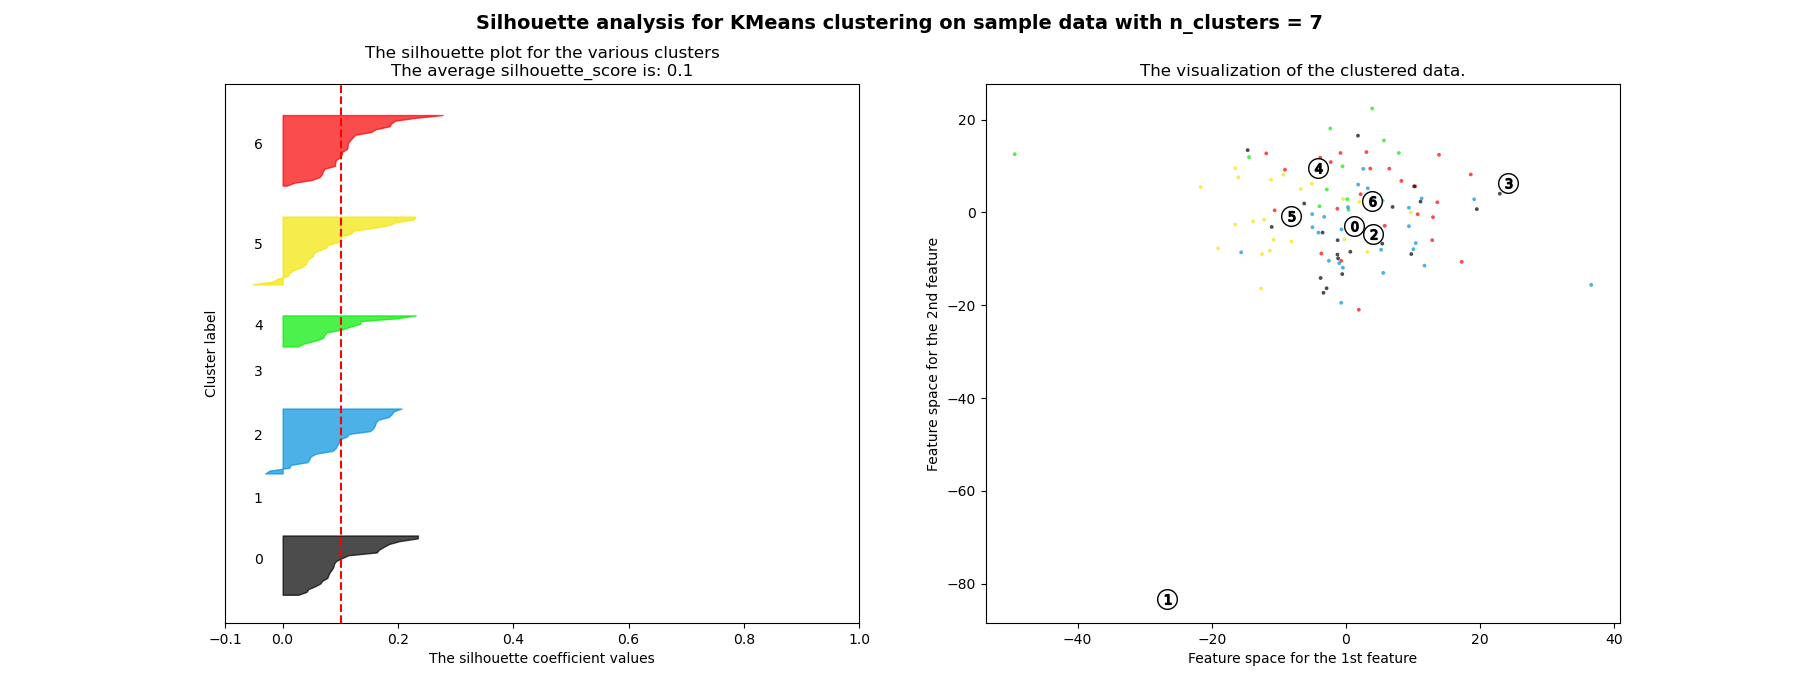 Silhouette analysis for KMeans clustering on sample data with n_clusters = 7
The silhouette plot for the various clusters
The average silhouette_score is: 0.1
Cluster label
6
5
4
3
2
1
0
−0.1 0.0 0.2 0.4 0.6 0.8 1.0
The silhouette coefficient values
The visualization of the clustered data.
Feature space for the 2nd feature
20
0
−20
−40
−60
−80
4
3
6
5
0
2
1
−40 −20 0 20 40
Feature space for the 1st feature